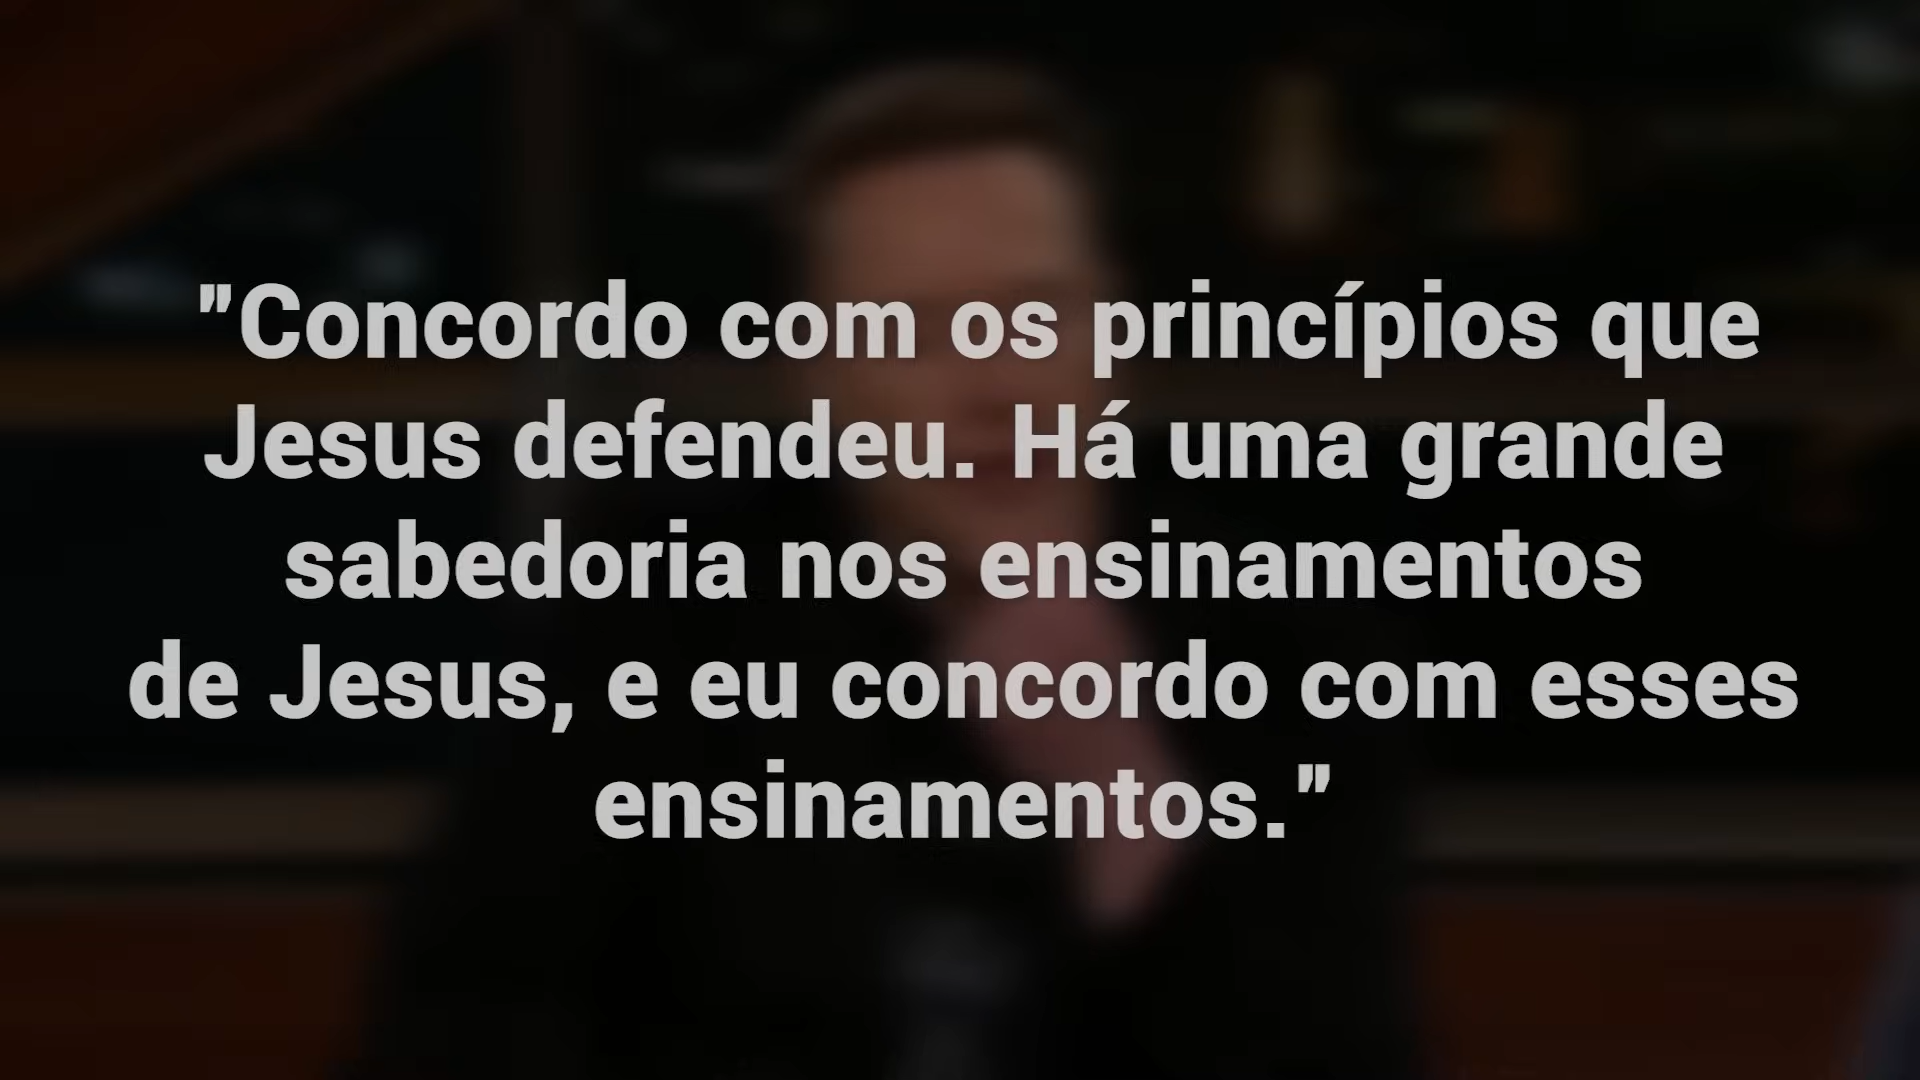 "Concordo com os princípios que
Jesus defendeu. Há uma grande
sabedoria nos ensinamentos
de Jesus, e eu concordo com esses
ensinamentos."